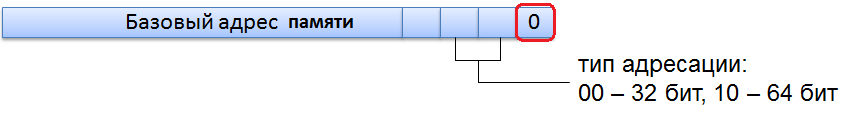 Базовый адрес памяти 0
тип адресации:
00 – 32 бит, 10 – 64 бит